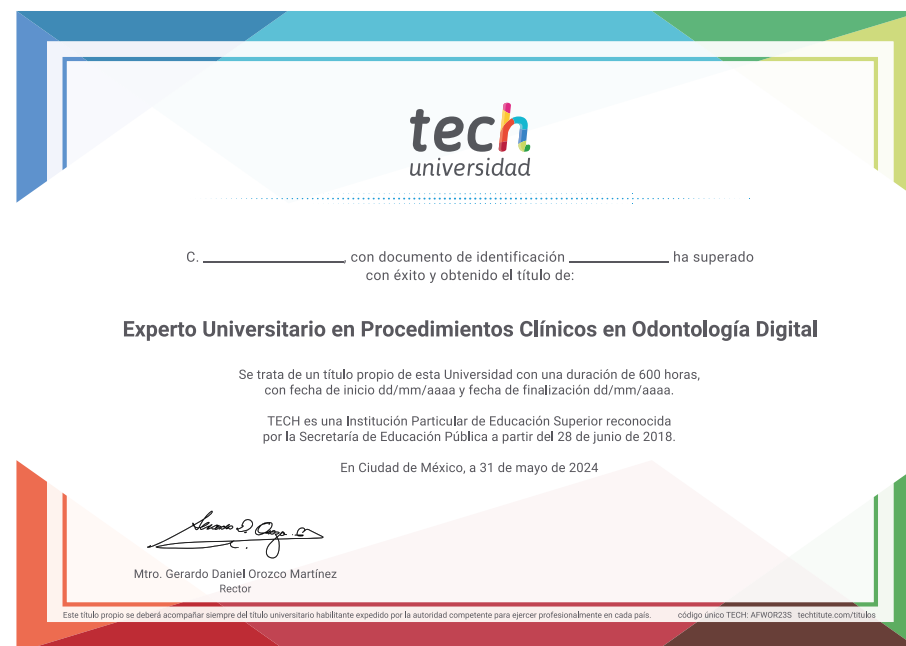 tech
universidad
C. ____________, con documento de identificación ____________ ha superado
con éxito y obtenido el título de:
Experto Universitario en Procedimientos Clínicos en Odontología Digital
Se trata de un título propio de esta Universidad con una duración de 600 horas,
con fecha de inicio dd/mm/aaaa y fecha de finalización dd/mm/aaaa.
TECH es una Institución Particular de Educación Superior reconocida
por la Secretaría de Educación Pública a partir del 28 de junio de 2018.
En Ciudad de México, a 31 de mayo de 2024
Mtro. Gerardo Daniel Orozco Martínez
Rector
Este título propio se deberá acompañar siempre del título universitario habilitante expedido por la autoridad competente para ejercer profesionalmente en cada país. código único TECH: AFWOR23S techtitute.com/titulos